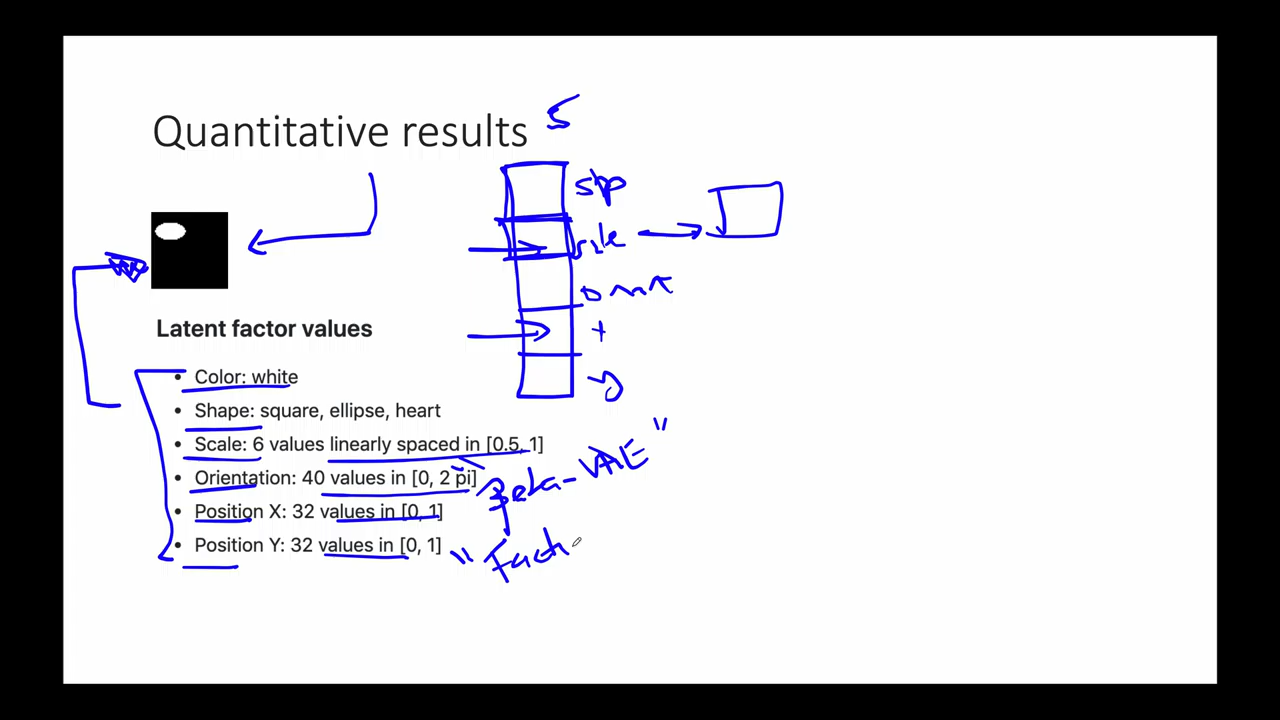 Quantitative results 5
shp
scle
Latent factor values
• Color: white
• Shape: square, ellipse, heart
• Scale: 6 values linearly spaced in [0.5, 1]
• Orientation: 40 values in [0, 2 pi]
• Position X: 32 values in [0, 1]
• Position Y: 32 values in [0, 1]
Beta-VAE "
" Fact